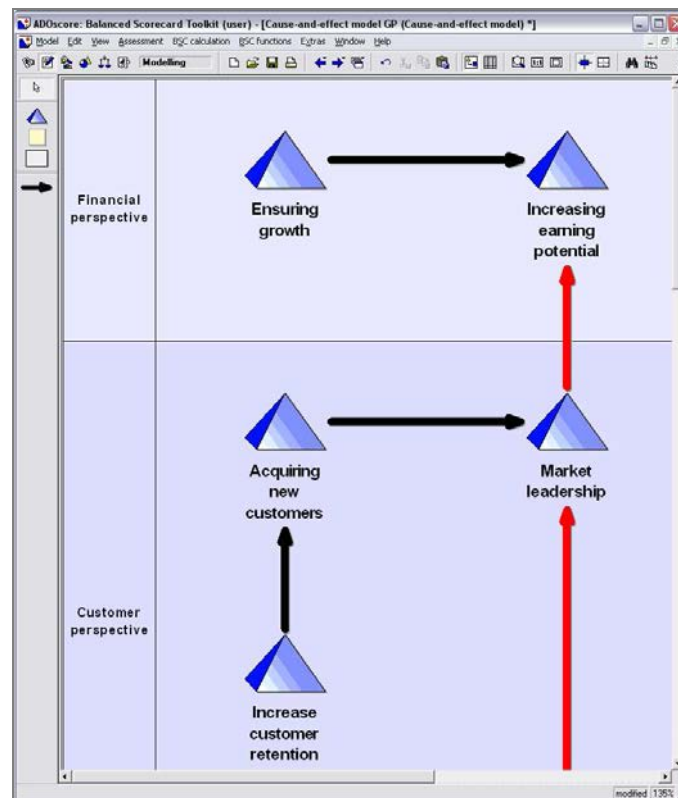 ADOscore: Balanced Scorecard Toolkit (user) - [Cause-and-effect model GP (Cause-and-effect model) *]
Model Edit View Assessment BSC calculation BSC functions Extras Window Help
Modelling
Financial
perspective
Ensuring
growth
Increasing
earning
potential
Customer
perspective
Acquiring
new
customers
Market
leadership
Increase
customer
retention
modified 135%